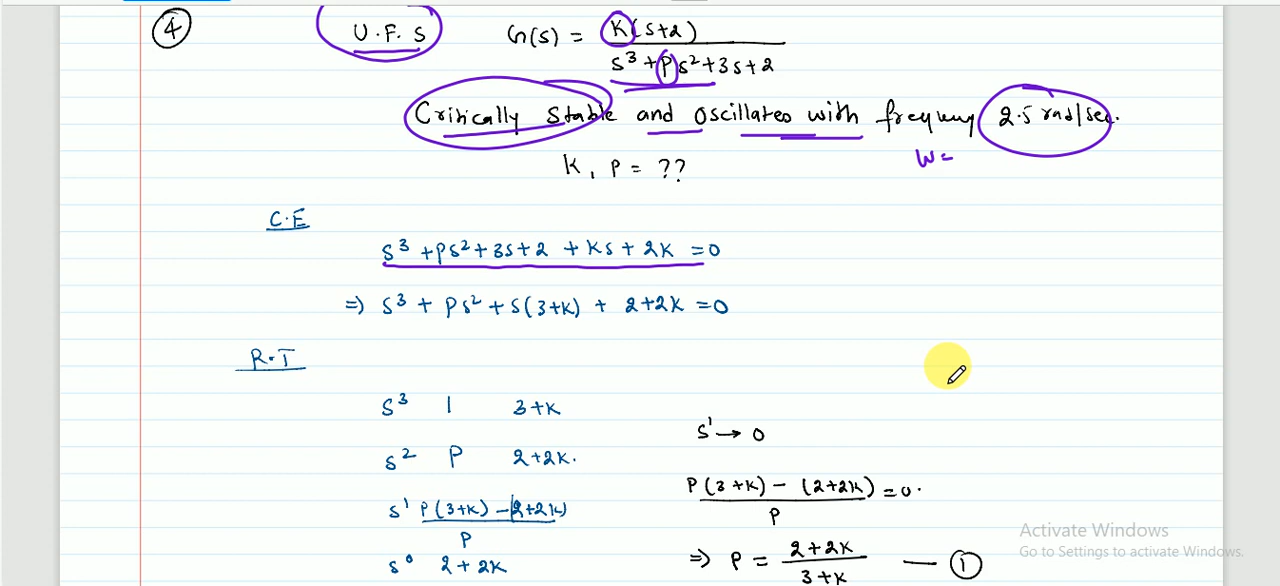 ④ U.F.S G(s) = K(s+2)
s³ + Ps² + 3s + 2
Critically Stable and Oscillates with frequny 2.5 rad/sec.
K, P = ?? W=
C.E
s³ + Ps² + 3s + 2 + Ks + 2K = 0
⇒ s³ + Ps² + s(3+K) + 2+2K = 0
R.T
s³ 1 3+K
s¹ → 0
s² P 2+2K.
P(3+K) - (2+2K) = 0.
P
s¹ P(3+K) - (2+2K)
P
Activate Windows
Go to Settings to activate Windows.
⇒ P = 2+2K — ①
3+K
s⁰ 2+2K